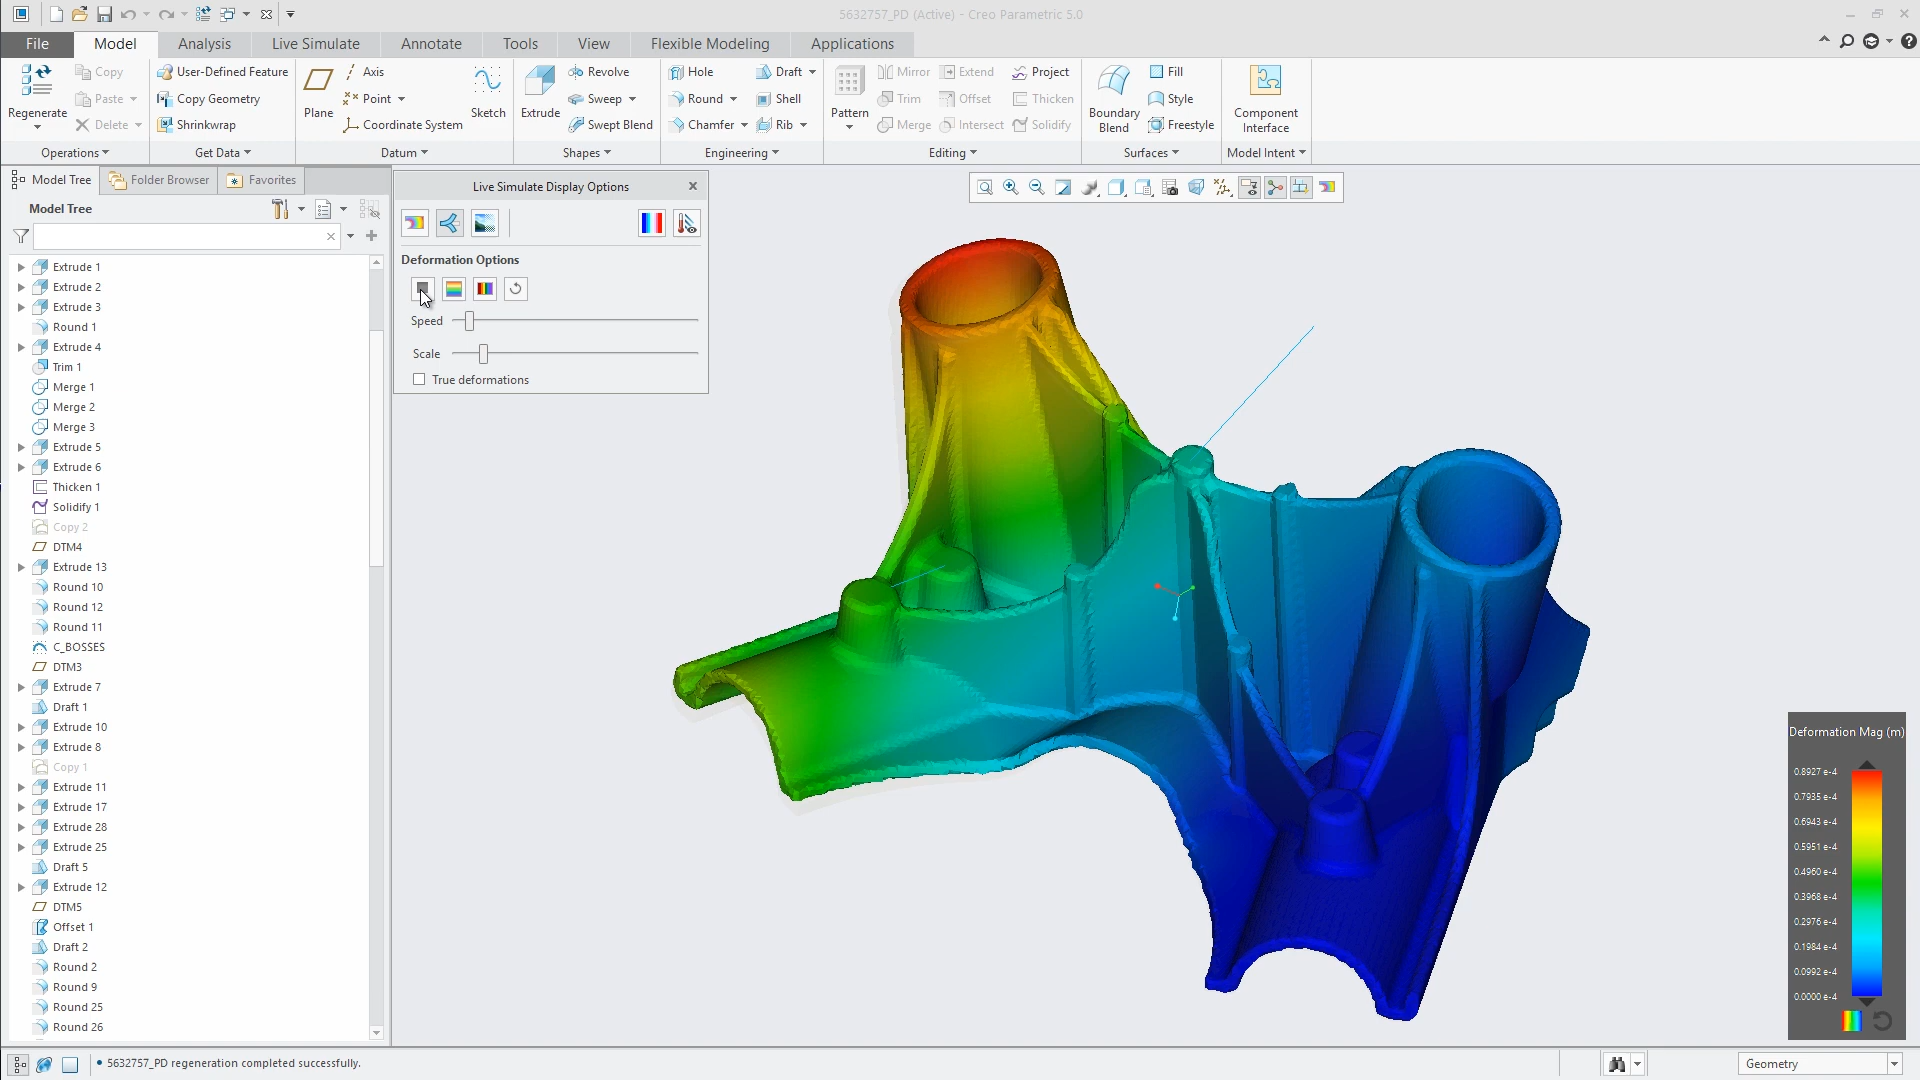 5632757_PD (Active) - Creo Parametric 5.0
File Model Analysis Live Simulate Annotate Tools View Flexible Modeling Applications
Regenerate
Copy
Paste
Delete
Operations
User-Defined Feature
Copy Geometry
Shrinkwrap
Get Data
Plane
Axis
Point
Coordinate System
Sketch
Datum
Extrude
Revolve
Sweep
Swept Blend
Shapes
Hole
Round
Chamfer
Draft
Shell
Rib
Engineering
Pattern
Mirror
Trim
Merge
Extend
Offset
Intersect
Project
Thicken
Solidify
Editing
Boundary
Blend
Fill
Style
Freestyle
Surfaces
Component
Interface
Model Intent
Model Tree Folder Browser Favorites
Model Tree
Extrude 1
Extrude 2
Extrude 3
Round 1
Extrude 4
Trim 1
Merge 1
Merge 2
Merge 3
Extrude 5
Extrude 6
Thicken 1
Solidify 1
Copy 2
DTM4
Extrude 13
Round 10
Round 12
Round 11
C_BOSSES
DTM3
Extrude 7
Draft 1
Extrude 10
Extrude 8
Copy 1
Extrude 11
Extrude 17
Extrude 28
Extrude 25
Draft 5
Extrude 12
DTM5
Offset 1
Draft 2
Round 2
Round 9
Round 25
Round 26
Live Simulate Display Options
Deformation Options
Speed
Scale
True deformations
Deformation Mag (m)
0.8927 e-4
0.7935 e-4
0.6943 e-4
0.5951 e-4
0.4960 e-4
0.3968 e-4
0.2976 e-4
0.1984 e-4
0.0992 e-4
0.0000 e-4
5632757_PD regeneration completed successfully.
Geometry